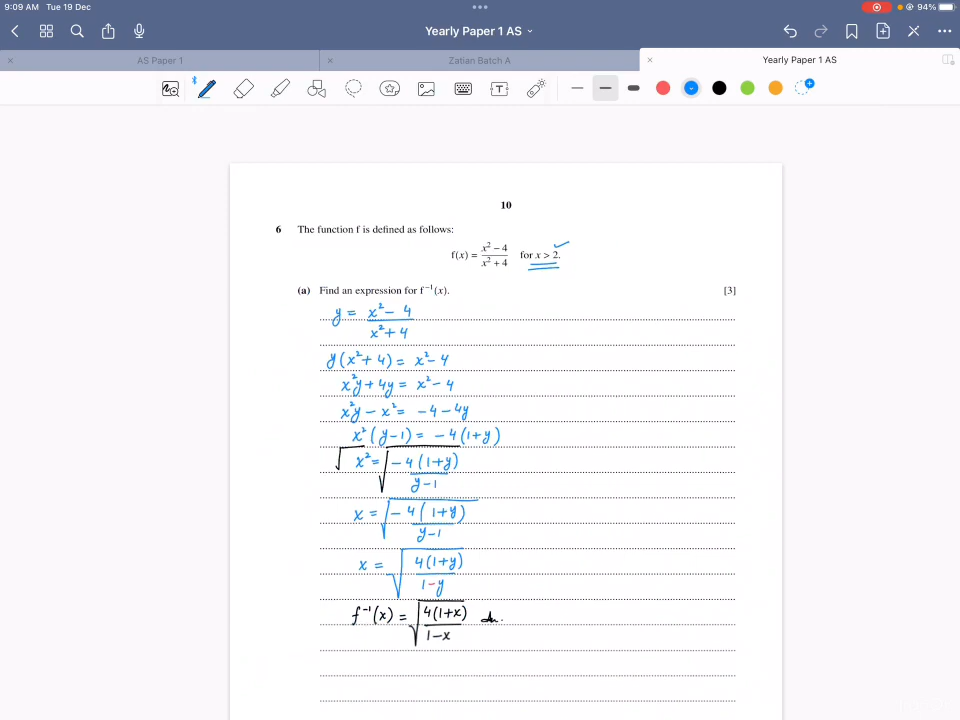 9:09 AM Tue 19 Dec
94%
Yearly Paper 1 AS
AS Paper 1
Zatian Batch A
Yearly Paper 1 AS
10
6 The function f is defined as follows:
f(x) = (x² − 4)/(x² + 4) for x > 2.
(a) Find an expression for f⁻¹(x). [3]
y = (x² − 4)/(x² + 4)
y(x² + 4) = x² − 4
x²y + 4y = x² − 4
x²y − x² = −4 − 4y
x²(y−1) = −4(1+y)
√x² = √(−4(1+y)/(y−1))
x = √(−4(1+y)/(y−1))
x = √(4(1+y)/(1−y))
f⁻¹(x) = √(4(1+x)/(1−x))